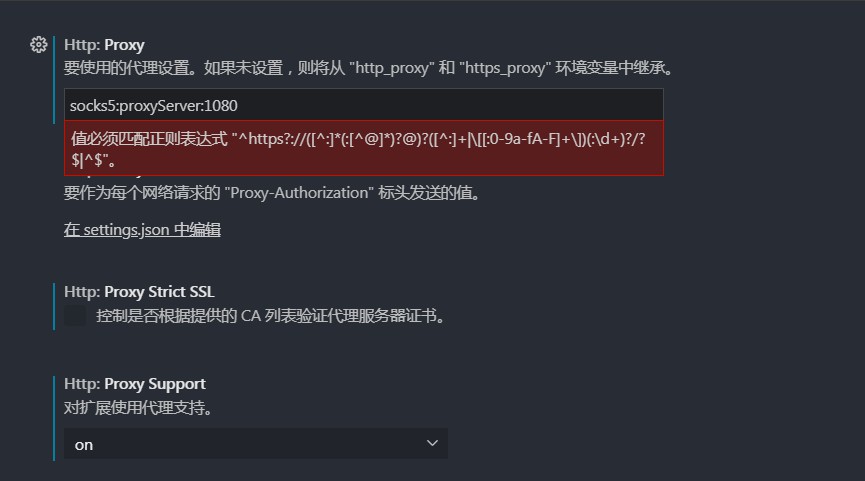 Http: Proxy
要使用的代理设置。如果未设置，则将从 "http_proxy" 和 "https_proxy" 环境变量中继承。
socks5:proxyServer:1080
值必须匹配正则表达式 "^https?://([^:]*(:[^@]*)?@)?([^:]+|\[[:0-9a-fA-F]+\])(:\d+)?/?
$|^$"。
要作为每个网络请求的 "Proxy-Authorization" 标头发送的值。
在 settings.json 中编辑
Http: Proxy Strict SSL
控制是否根据提供的 CA 列表验证代理服务器证书。
Http: Proxy Support
对扩展使用代理支持。
on